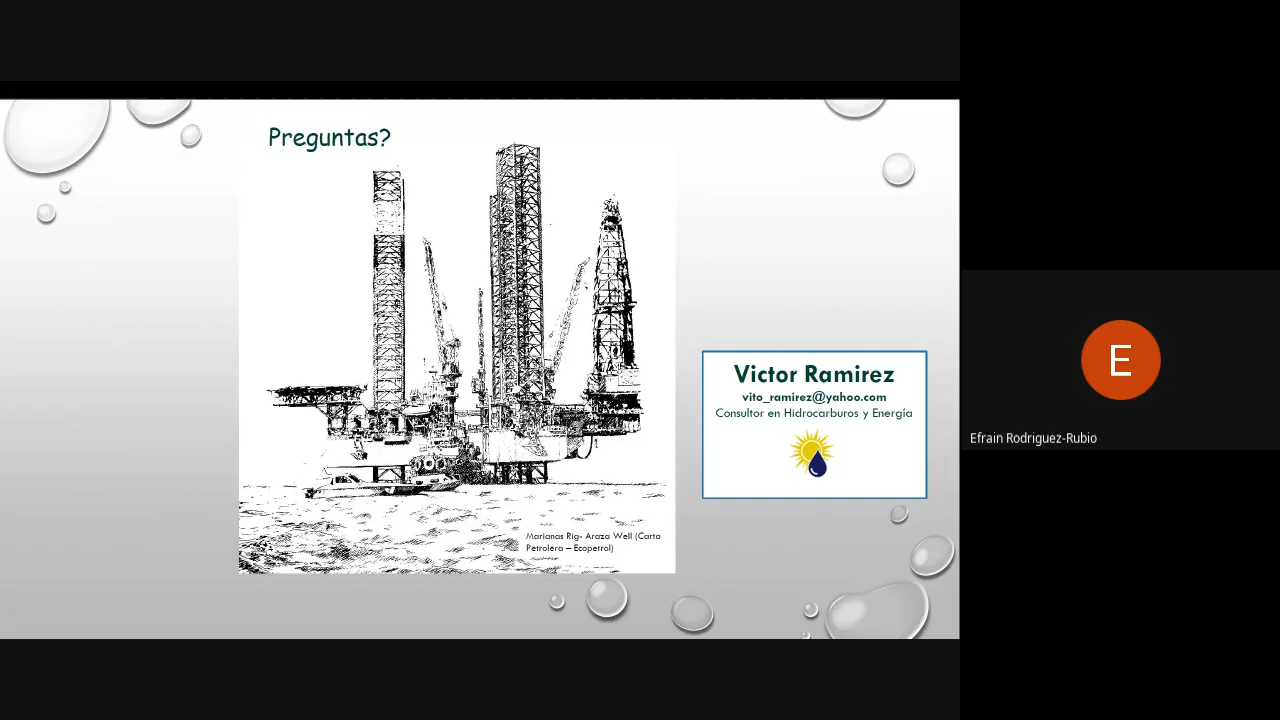 Preguntas?
Victor Ramirez
vito_ramirez@yahoo.com
Consultor en Hidrocarburos y Energía
Marianas Rig- Araza Well (Carta
Petrolera – Ecopetrol)
E
Efrain Rodriguez-Rubio